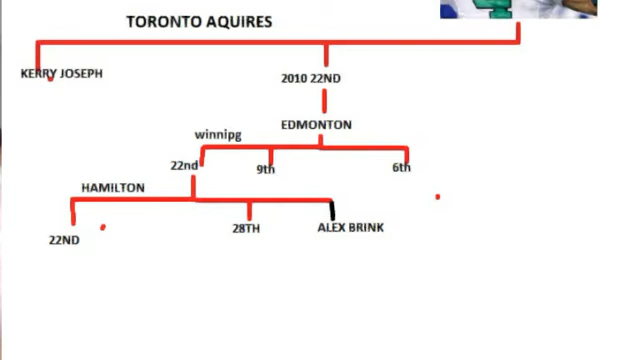 TORONTO AQUIRES
KERRY JOSEPH
2010 22ND
EDMONTON
winnipg
22nd
9th
6th
HAMILTON
22ND
28TH
ALEX BRINK